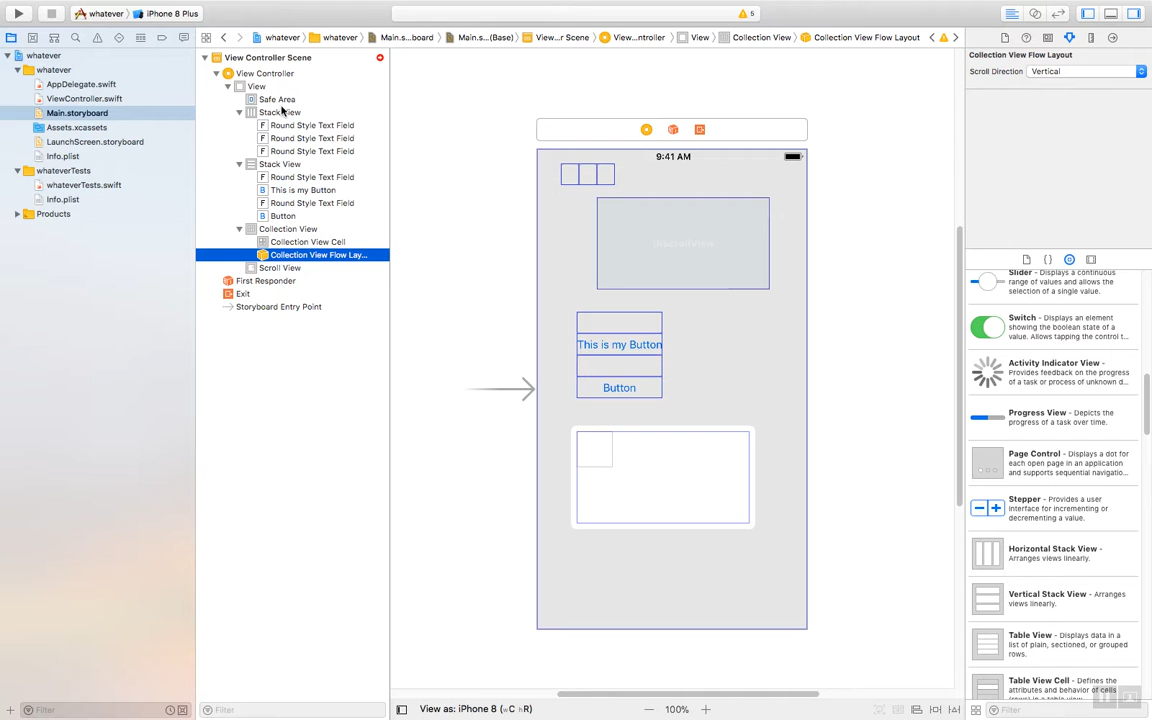 whatever iPhone 8 Plus 5
whatever whatever Main.s...board Main.s...(Base) View...r Scene View...ntroller View Collection View Collection View Flow Layout
whatever
whatever
AppDelegate.swift
ViewController.swift
Main.storyboard
Assets.xcassets
LaunchScreen.storyboard
Info.plist
whateverTests
whateverTests.swift
Info.plist
Products
Filter
View Controller Scene
View Controller
View
Safe Area
Stack View
F Round Style Text Field
F Round Style Text Field
F Round Style Text Field
Stack View
F Round Style Text Field
B This is my Button
F Round Style Text Field
B Button
Collection View
Collection View Cell
Collection View Flow Lay...
Scroll View
First Responder
Exit
Storyboard Entry Point
Filter
9:41 AM
UIScrollView
This is my Button
Button
View as: iPhone 8 (wC hR)
100%
Collection View Flow Layout
Scroll Direction Vertical
Slider - Displays a continuous
range of values and allows the
selection of a single value.
Switch - Displays an element
showing the boolean state of a
value. Allows tapping the control t...
Activity Indicator View -
Provides feedback on the progress
of a task or process of unknown d...
Progress View - Depicts the
progress of a task over time.
Page Control - Displays a dot for
each open page in an application
and supports sequential navigatio...
Stepper - Provides a user
interface for incrementing or
decrementing a value.
Horizontal Stack View -
Arranges views linearly.
Vertical Stack View - Arranges
views linearly.
Table View - Displays data in a
list of plain, sectioned, or grouped
rows.
Table View Cell - Defines the
attributes and behavior of cells
(rows) in a table view.
Filter